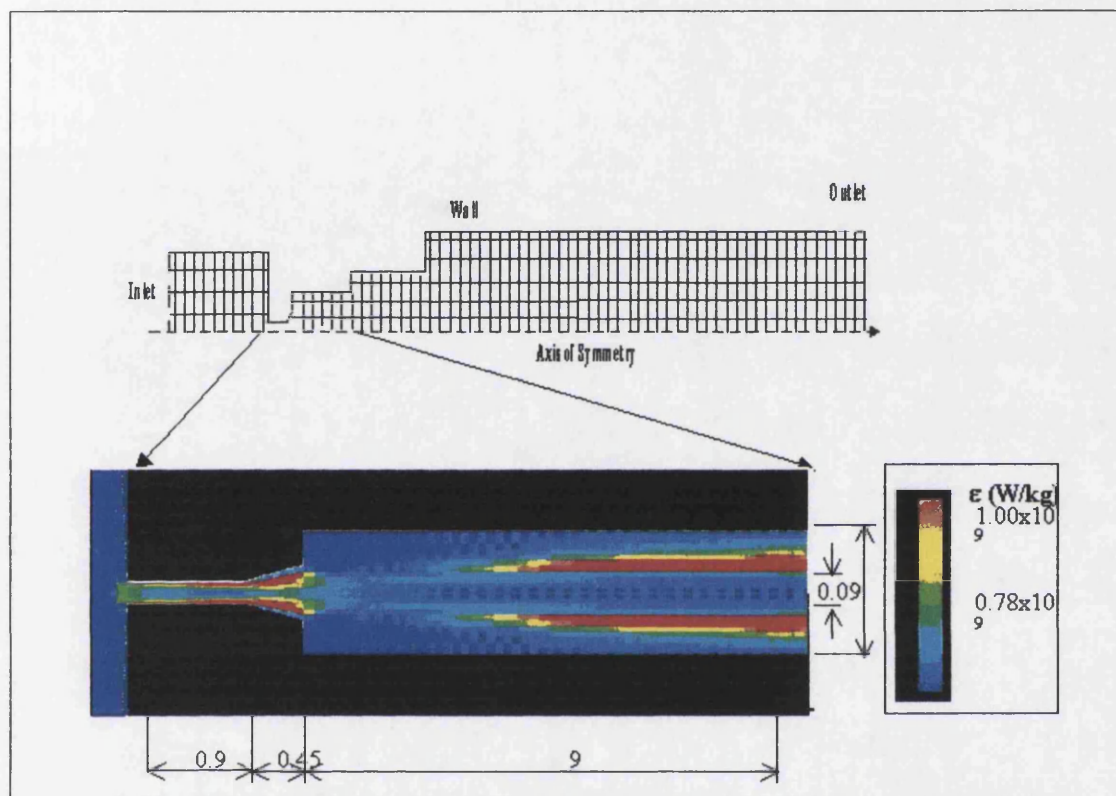 Outlet
Wall
Inlet
Axis of Symmetry
ε (W/kg)
1.00x10
9
0.09
0.78x10
9
0.9
0.45
9